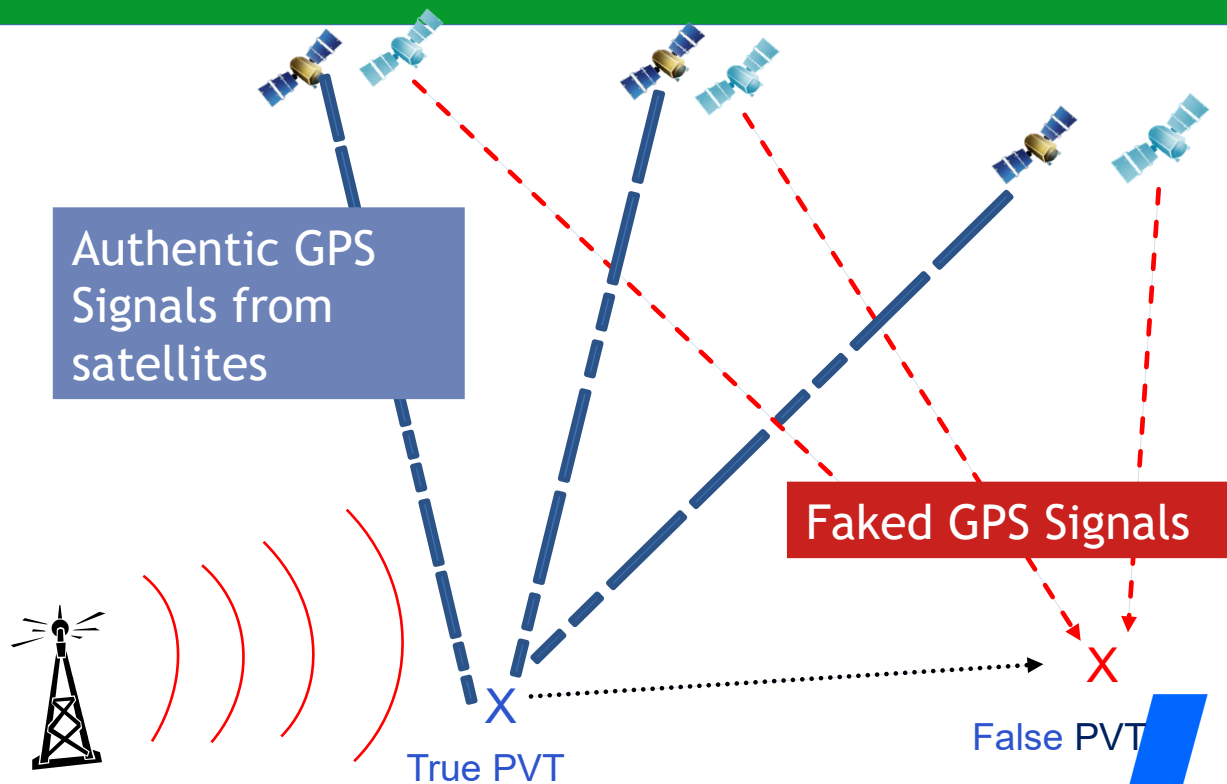 Authentic GPS
Signals from
satellites
Faked GPS Signals
X
X
True PVT
False PVT